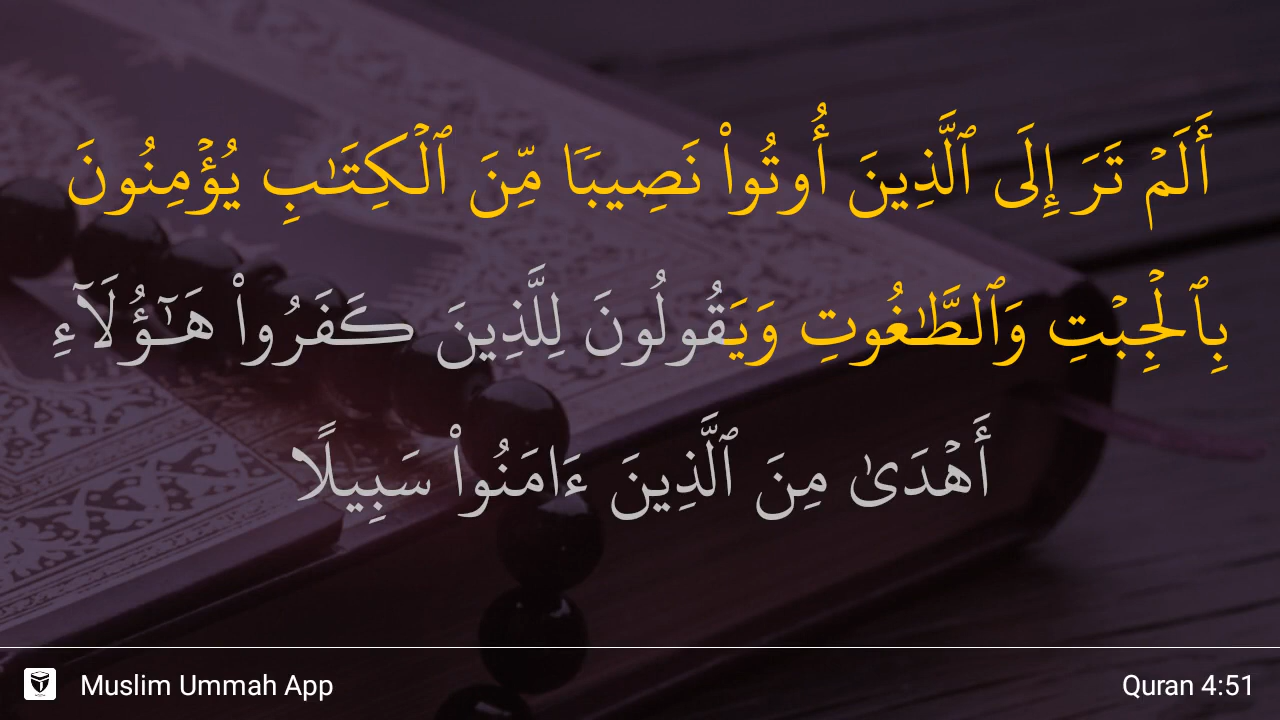 أَلَمۡ تَرَ إِلَى ٱلَّذِينَ أُوتُواْ نَصِيبٗا مِّنَ ٱلۡكِتَٰبِ يُؤۡمِنُونَ
بِٱلۡجِبۡتِ وَٱلطَّٰغُوتِ وَيَقُولُونَ لِلَّذِينَ كَفَرُواْ هَٰٓؤُلَآءِ
أَهۡدَىٰ مِنَ ٱلَّذِينَ ءَامَنُواْ سَبِيلًا
Muslim Ummah App
Quran 4:51